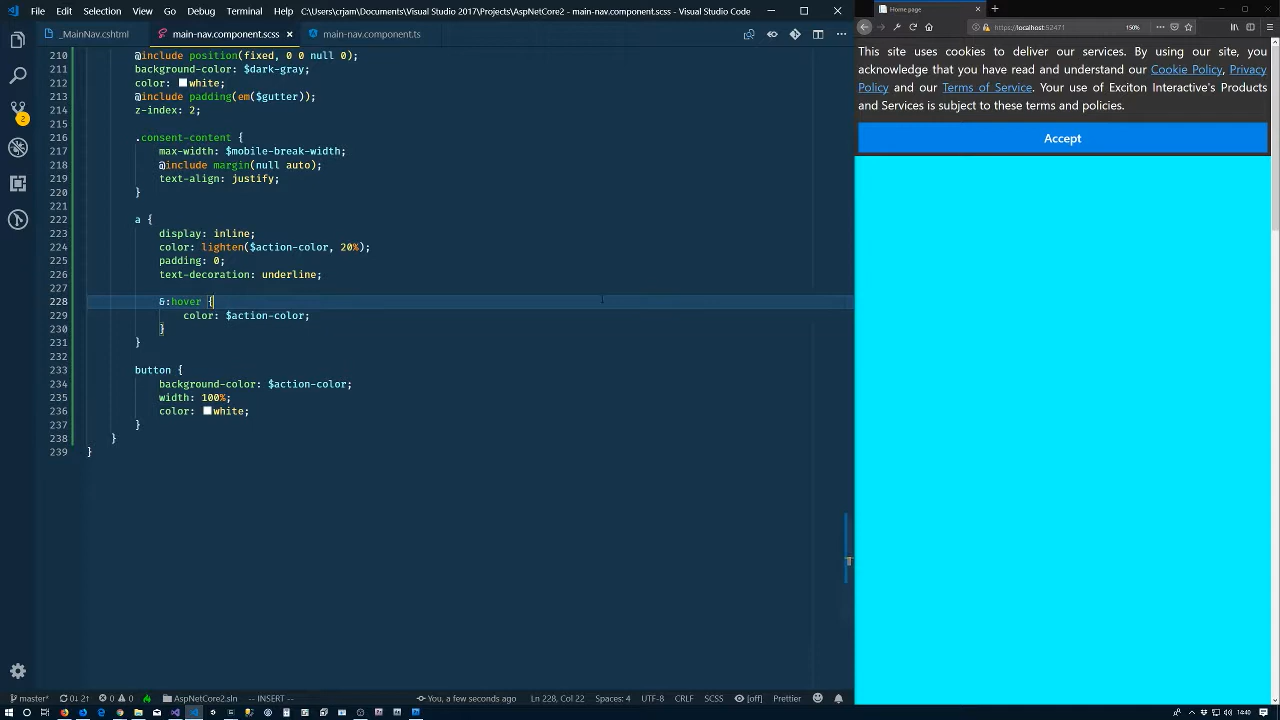 File Edit Selection View Go Debug Terminal Help C:\Users\crjam\Documents\Visual Studio 2017\Projects\AspNetCore2 - main-nav.component.scss - Visual Studio Code
_MainNav.cshtml main-nav.component.scss main-nav.component.ts
210 @include position(fixed, 0 0 null 0);
211 background-color: $dark-gray;
212 color: white;
213 @include padding(em($gutter));
214 z-index: 2;
215
216 .consent-content {
217 max-width: $mobile-break-width;
218 @include margin(null auto);
219 text-align: justify;
220 }
221
222 a {
223 display: inline;
224 color: lighten($action-color, 20%);
225 padding: 0;
226 text-decoration: underline;
227
228 &:hover {
229 color: $action-color;
230 }
231 }
232
233 button {
234 background-color: $action-color;
235 width: 100%;
236 color: white;
237 }
238 }
239 }
2
master* 0↓ 2↑ 0 0 AspNetCore2.sln -- INSERT -- You, a few seconds ago Ln 228, Col 22 Spaces: 4 UTF-8 CRLF SCSS [off] Prettier
Home page
https://localhost:52471 150%
This site uses cookies to deliver our services. By using our site, you
acknowledge that you have read and understand our Cookie Policy, Privacy
Policy and our Terms of Service. Your use of Exciton Interactive's Products
and Services is subject to these terms and policies.
Accept
14:40